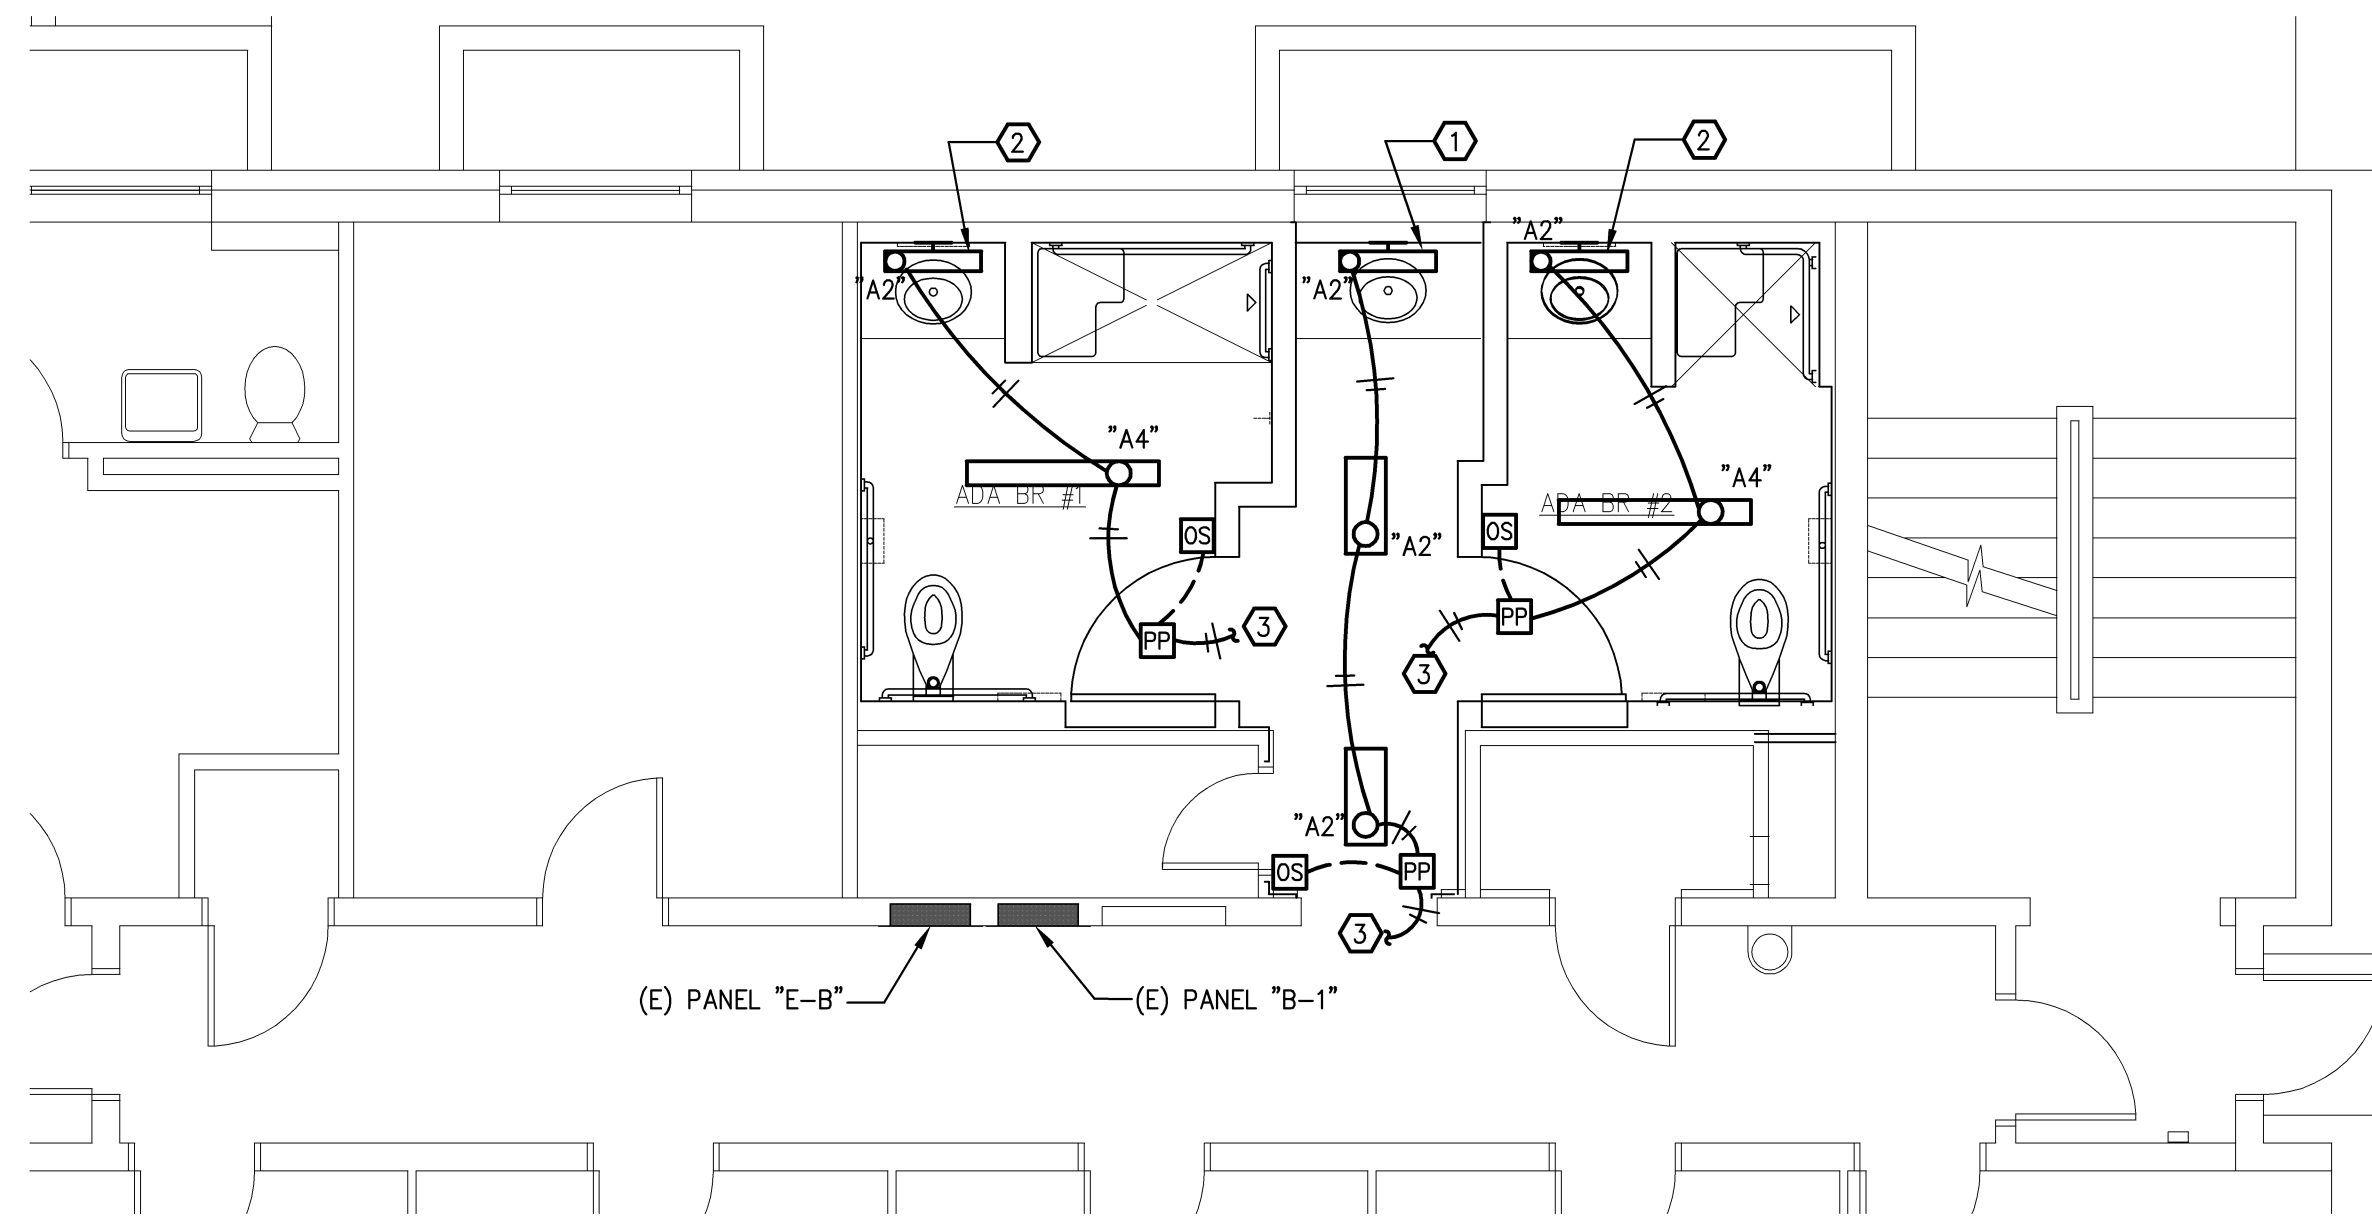 2
1
2
"A2"
"A2"
"A2"
"A4"
"A4"
ADA BR #1
ADA BR #2
OS
OS
"A2"
PP
3
PP
3
"A2"
OS
PP
3
(E) PANEL "E-B"
(E) PANEL "B-1"